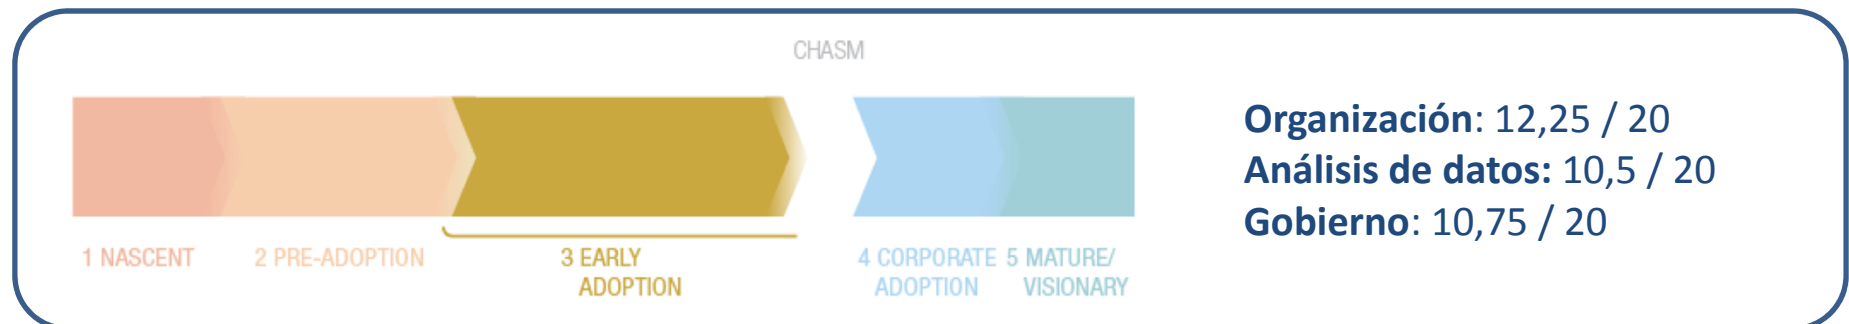 CHASM
1 NASCENT
2 PRE-ADOPTION
3 EARLY
ADOPTION
4 CORPORATE
ADOPTION
5 MATURE/
VISIONARY
Organización: 12,25 / 20
Análisis de datos: 10,5 / 20
Gobierno: 10,75 / 20